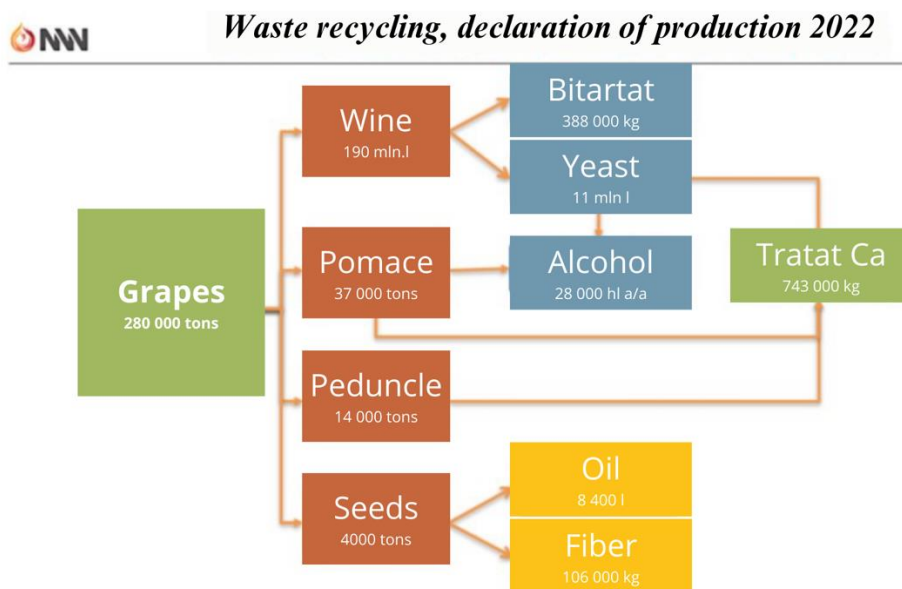 NNN
Waste recycling, declaration of production 2022
Grapes
280 000 tons
Wine
190 mln.l
Pomace
37 000 tons
Peduncle
14 000 tons
Seeds
4000 tons
Bitartat
388 000 kg
Yeast
11 mln l
Alcohol
28 000 hl a/a
Oil
8 400 l
Fiber
106 000 kg
Tratat Ca
743 000 kg